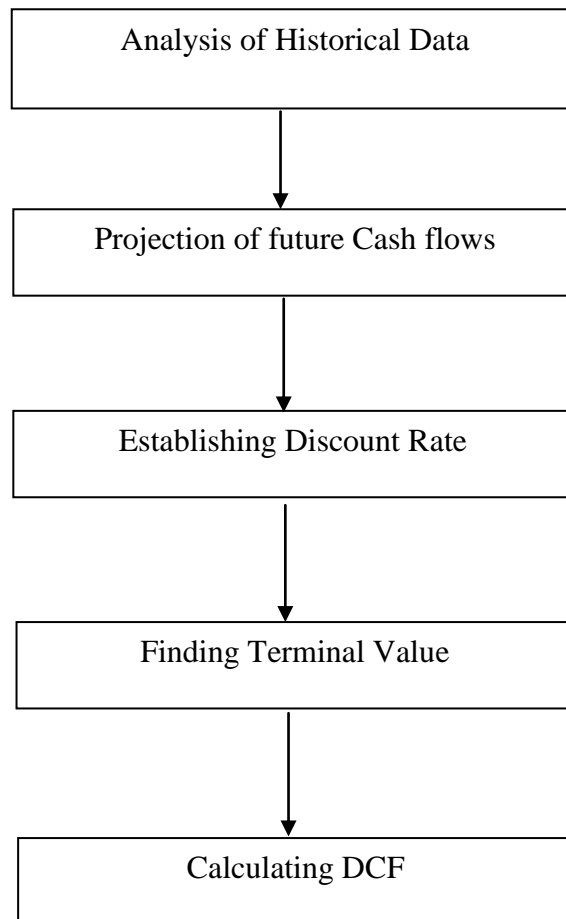 Analysis of Historical Data
Projection of future Cash flows
Establishing Discount Rate
Finding Terminal Value
Calculating DCF